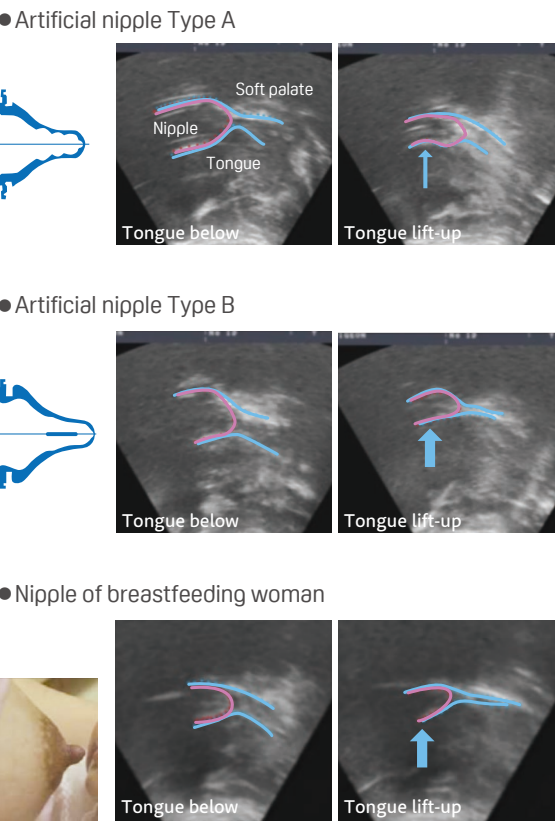 ●Artificial nipple Type A
Soft palate
Nipple
Tongue
Tongue below
Tongue lift-up
●Artificial nipple Type B
Tongue below
Tongue lift-up
●Nipple of breastfeeding woman
Tongue below
Tongue lift-up